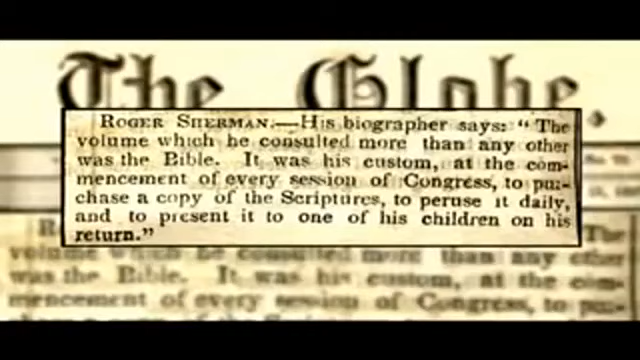 The Globe.
ROGER SHERMAN.—His biographer says: "The
volume which he consulted more than any other
was the Bible. It was his custom, at the com-
mencement of every session of Congress, to pur-
chase a copy of the Scriptures, to peruse it daily,
and to present it to one of his children on his
return."
The
volume which he consulted more than any other
was the Bible. It was his custom, at the com-
mencement of every session of Congress, to pur-